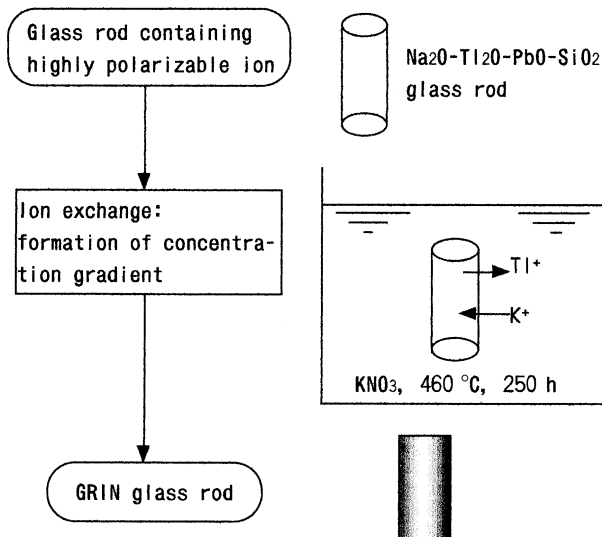 Glass rod containing
highly polarizable ion
Na2O-Tl2O-PbO-SiO2
glass rod
Ion exchange:
formation of concentra-
tion gradient
Tl+
K+
KNO3, 460 °C, 250 h
GRIN glass rod